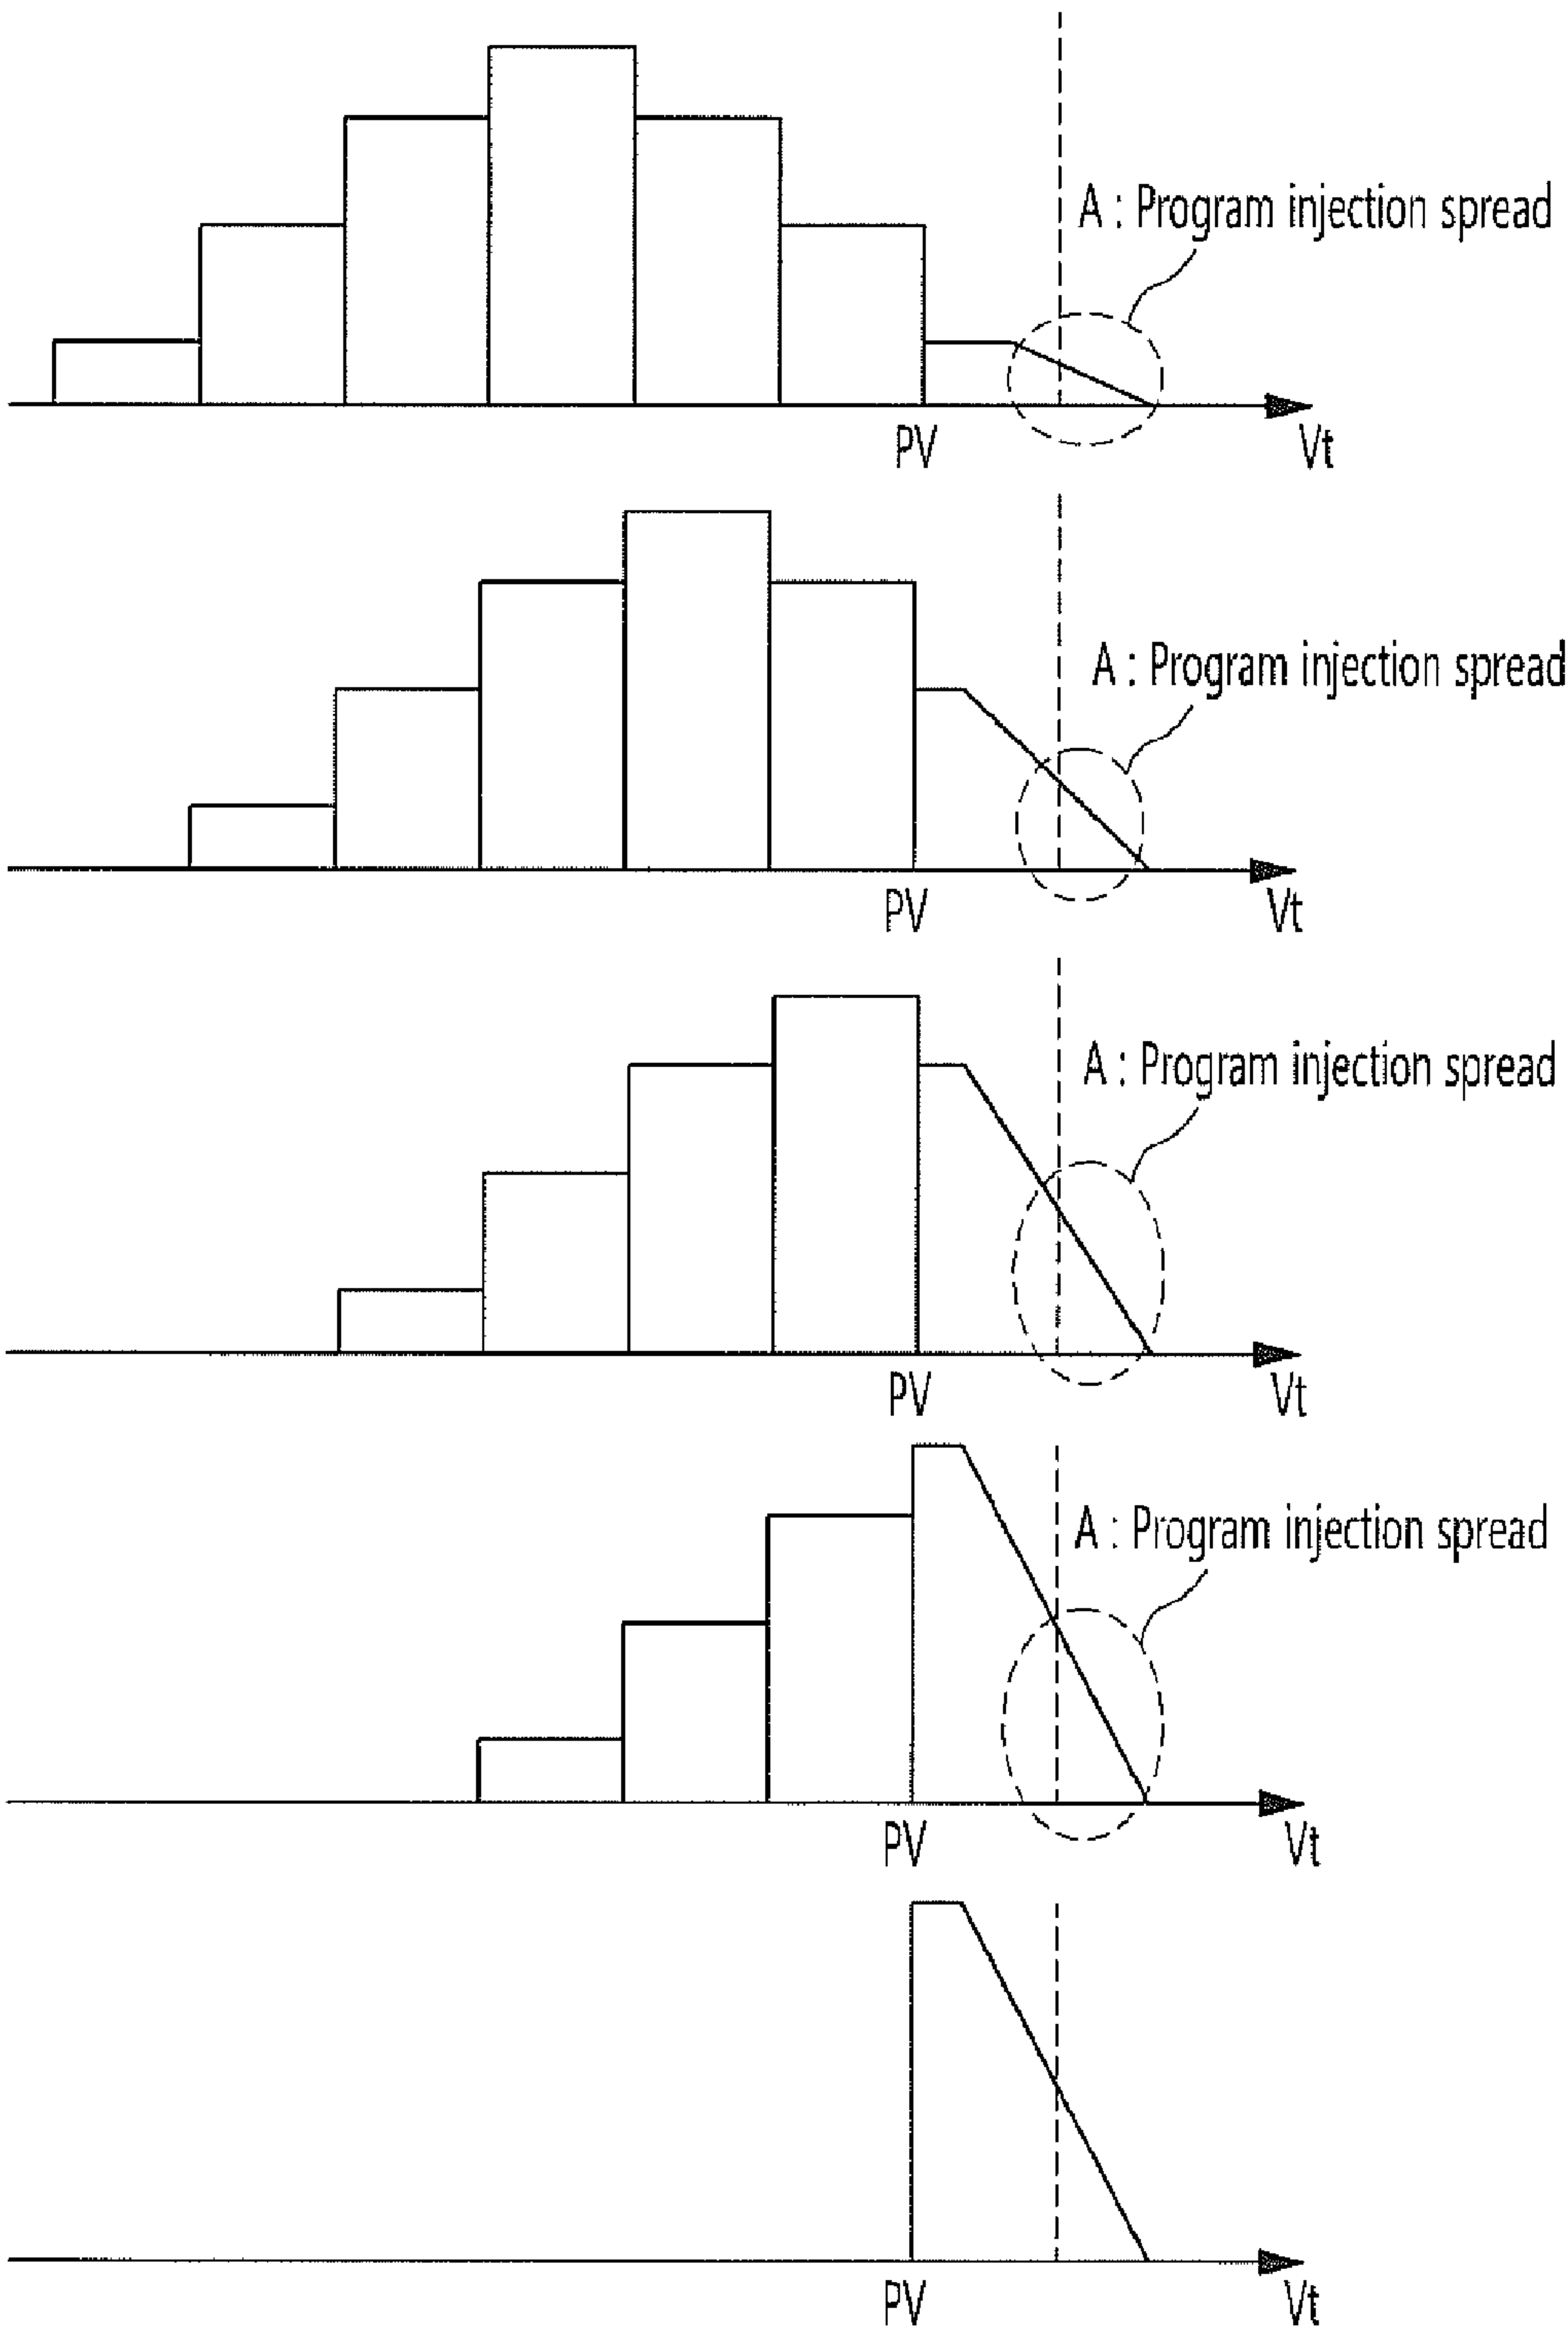 A : Program injection spread
PV
Vt
A : Program injection spread
PV
Vt
A : Program injection spread
PV
Vt
A : Program injection spread
PV
Vt
PV
Vt